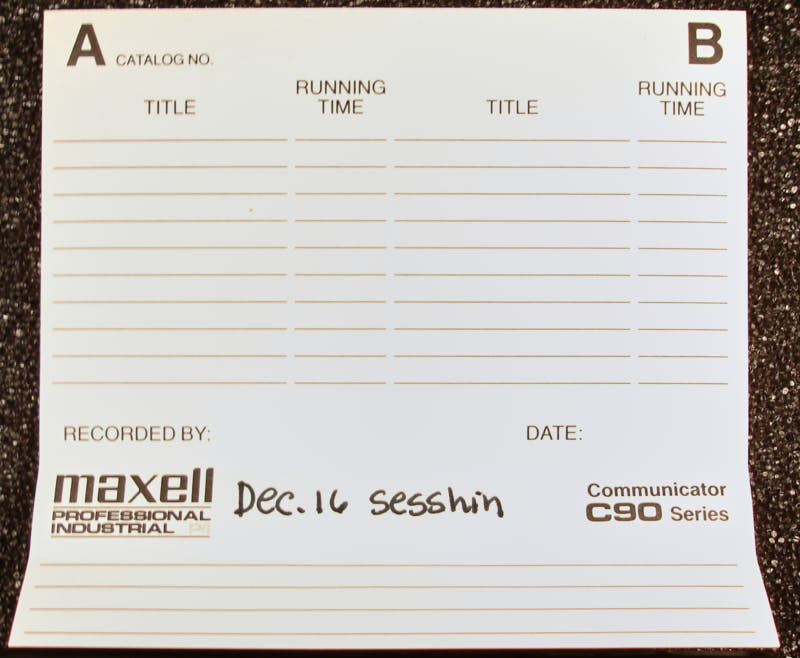 A CATALOG NO. B
TITLE RUNNING TIME TITLE RUNNING TIME
RECORDED BY: DATE:
maxell
PROFESSIONAL
INDUSTRIAL
Dec. 16 sesshin
Communicator
C90 Series